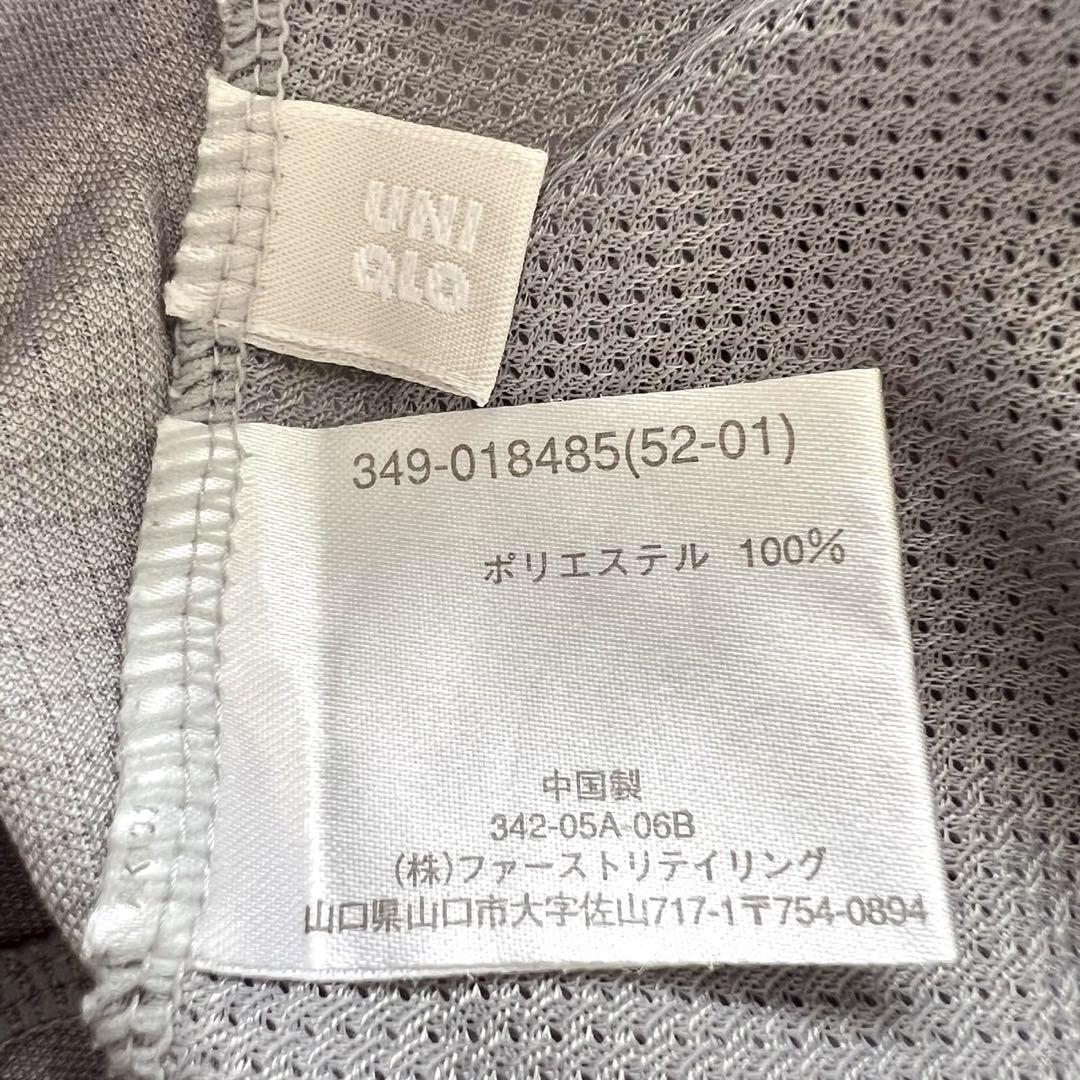 UNI
QLO
349-018485(52-01)
ポリエステル 100%
中国製
342-05A-06B
(株)ファーストリテイリング
山口県山口市大字佐山717-1〒754-0894